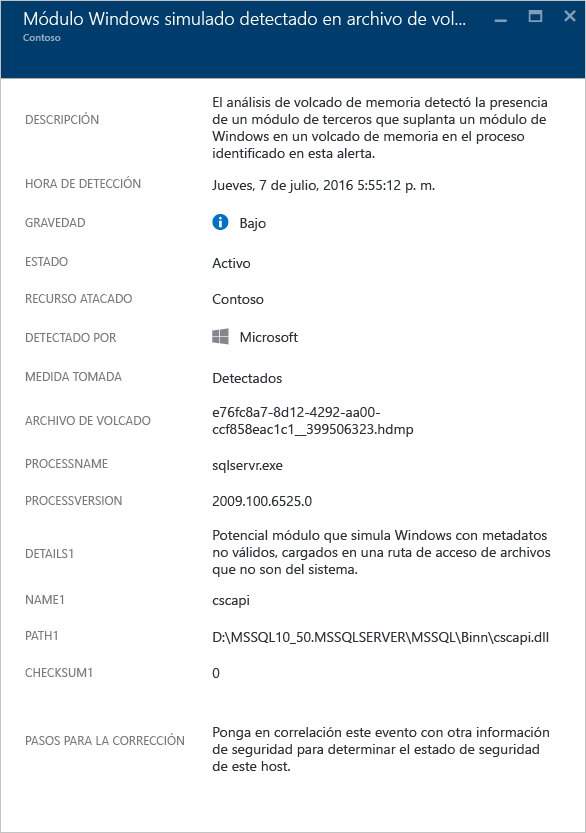 Módulo Windows simulado detectado en archivo de vol...
Contoso
DESCRIPCIÓN
El análisis de volcado de memoria detectó la presencia
de un módulo de terceros que suplanta un módulo de
Windows en un volcado de memoria en el proceso
identificado en esta alerta.
HORA DE DETECCIÓN
Jueves, 7 de julio, 2016 5:55:12 p. m.
GRAVEDAD
Bajo
ESTADO
Activo
RECURSO ATACADO
Contoso
DETECTADO POR
Microsoft
MEDIDA TOMADA
Detectados
ARCHIVO DE VOLCADO
e76fc8a7-8d12-4292-aa00-
ccf858eac1c1__399506323.hdmp
PROCESSNAME
sqlservr.exe
PROCESSVERSION
2009.100.6525.0
DETAILS1
Potencial módulo que simula Windows con metadatos
no válidos, cargados en una ruta de acceso de archivos
que no son del sistema.
NAME1
cscapi
PATH1
D:\MSSQL10_50.MSSQLSERVER\MSSQL\Binn\cscapi.dll
CHECKSUM1
0
PASOS PARA LA CORRECCIÓN
Ponga en correlación este evento con otra información
de seguridad para determinar el estado de seguridad
de este host.